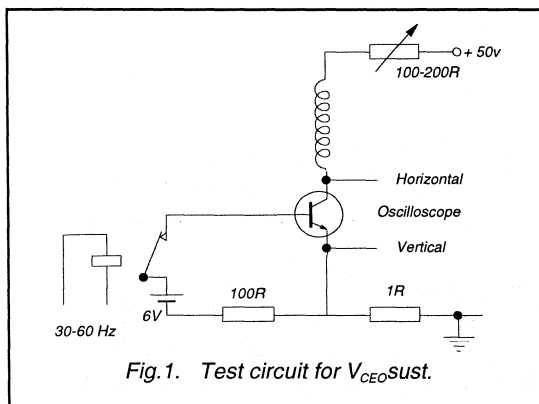 + 50v
100-200R
Horizontal
Oscilloscope
Vertical
100R
1R
6V
30-60 Hz
Fig.1. Test circuit for VCEOsust.